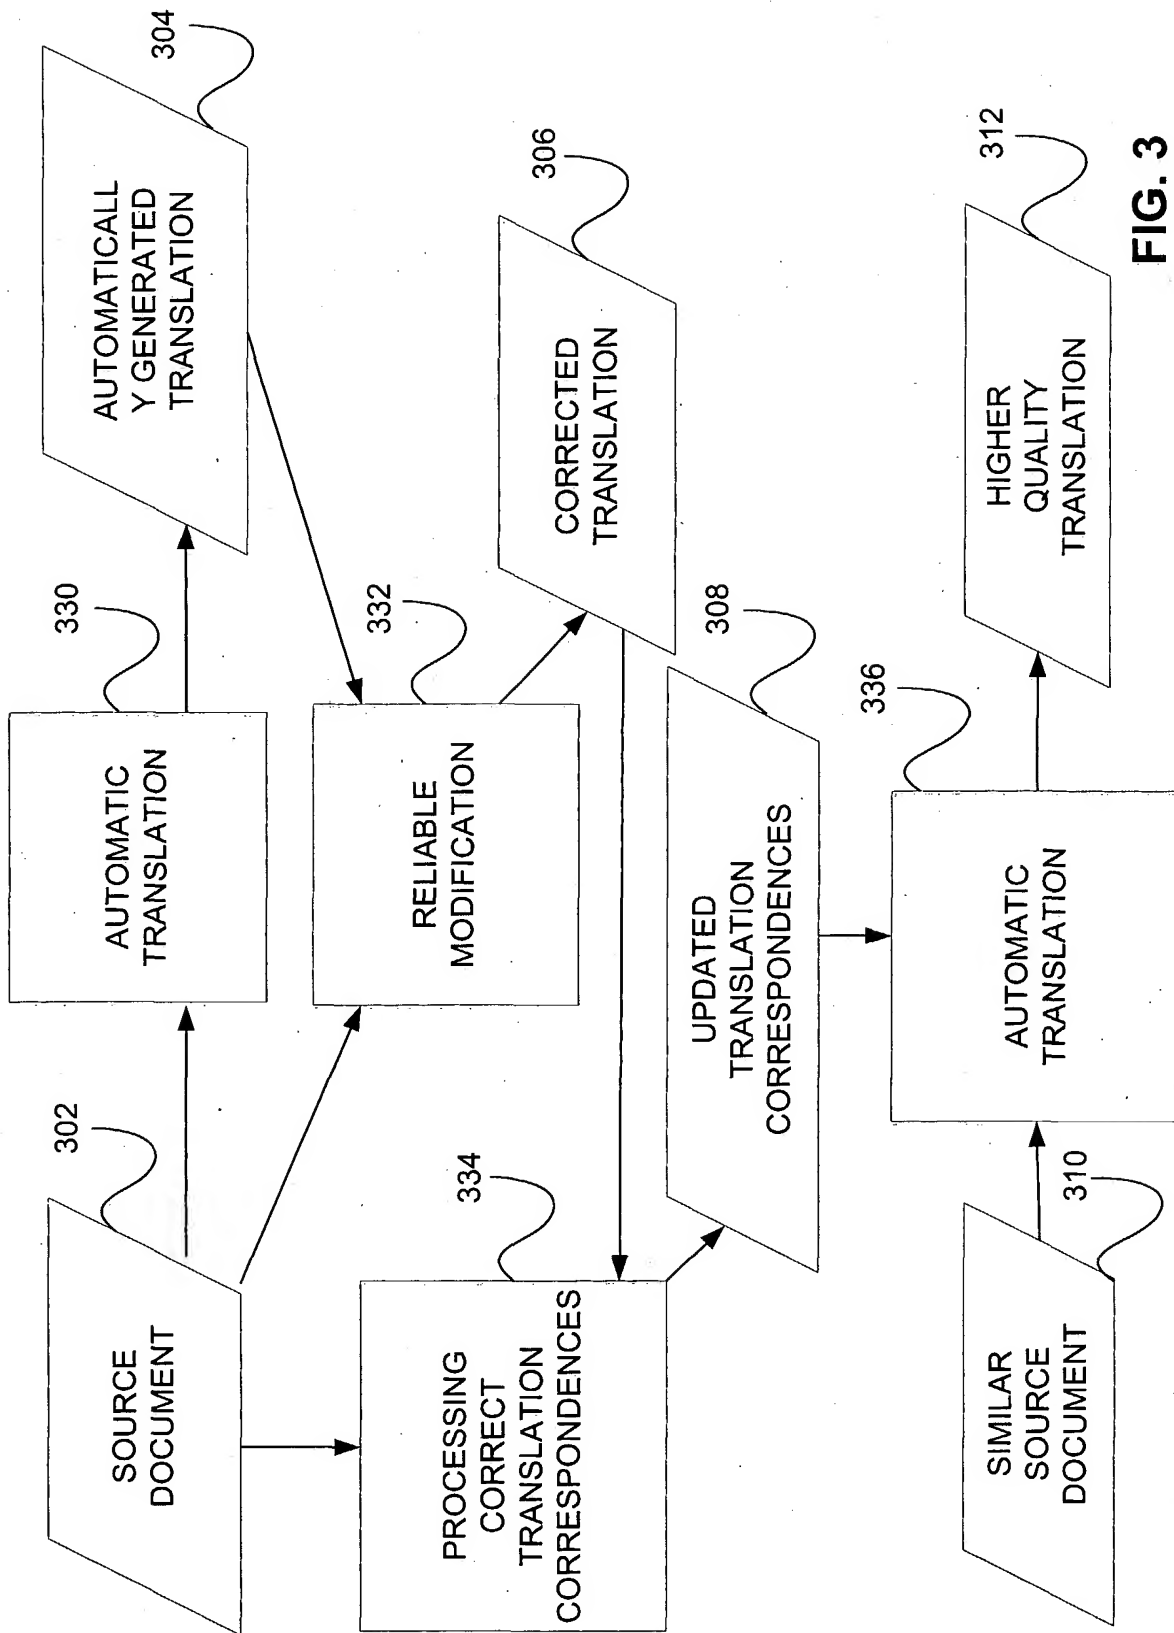 302
SOURCE
DOCUMENT
330
AUTOMATIC
TRANSLATION
304
AUTOMATICALL
Y GENERATED
TRANSLATION
334
PROCESSING
CORRECT
TRANSLATION
CORRESPONDENCES
332
RELIABLE
MODIFICATION
306
CORRECTED
TRANSLATION
308
UPDATED
TRANSLATION
CORRESPONDENCES
310
SIMILAR
SOURCE
DOCUMENT
336
AUTOMATIC
TRANSLATION
312
HIGHER
QUALITY
TRANSLATION
FIG. 3